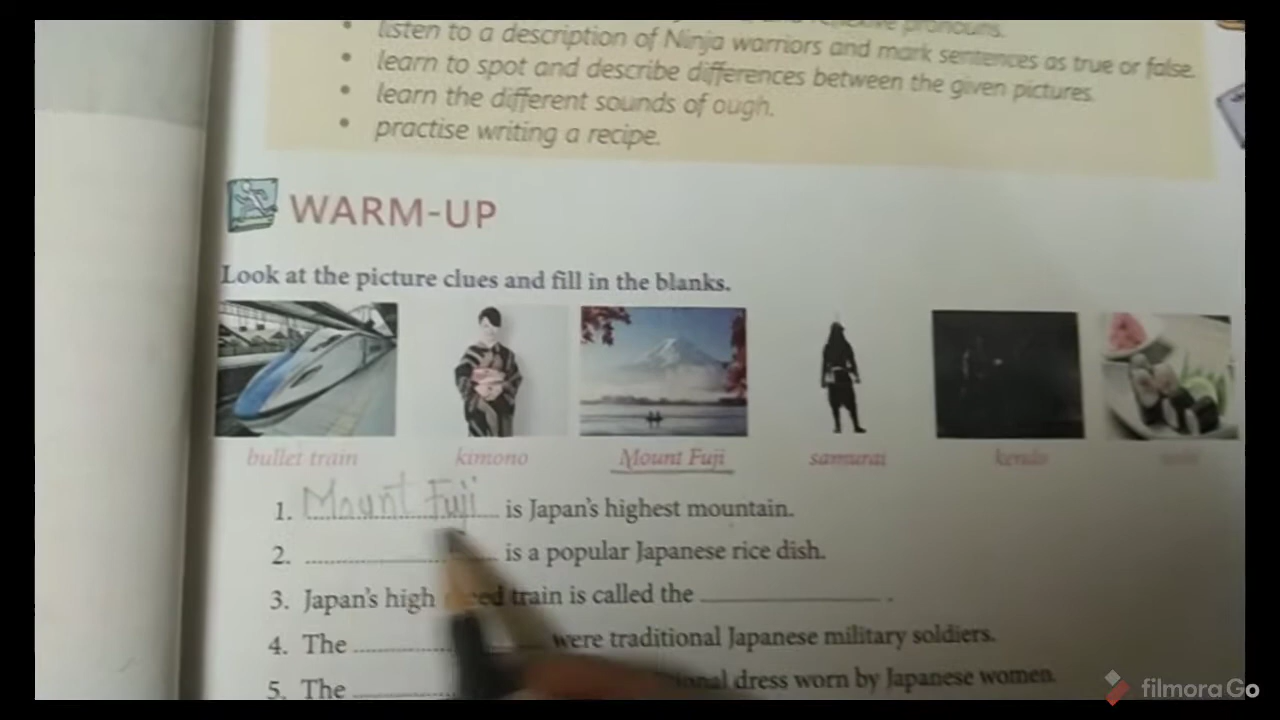 reflexive pronouns.
listen to a description of Ninja warriors and mark sentences as true or false.
• learn to spot and describe differences between the given pictures.
• learn the different sounds of ough.
• practise writing a recipe.
WARM-UP
Look at the picture clues and fill in the blanks.
bullet train kimono Mount Fuji samurai kendo
1. Mount Fuji is Japan's highest mountain.
2. is a popular Japanese rice dish.
3. Japan's high train is called the .
4. The were traditional Japanese military soldiers.
5. The dress worn by Japanese women.
filmoraGo